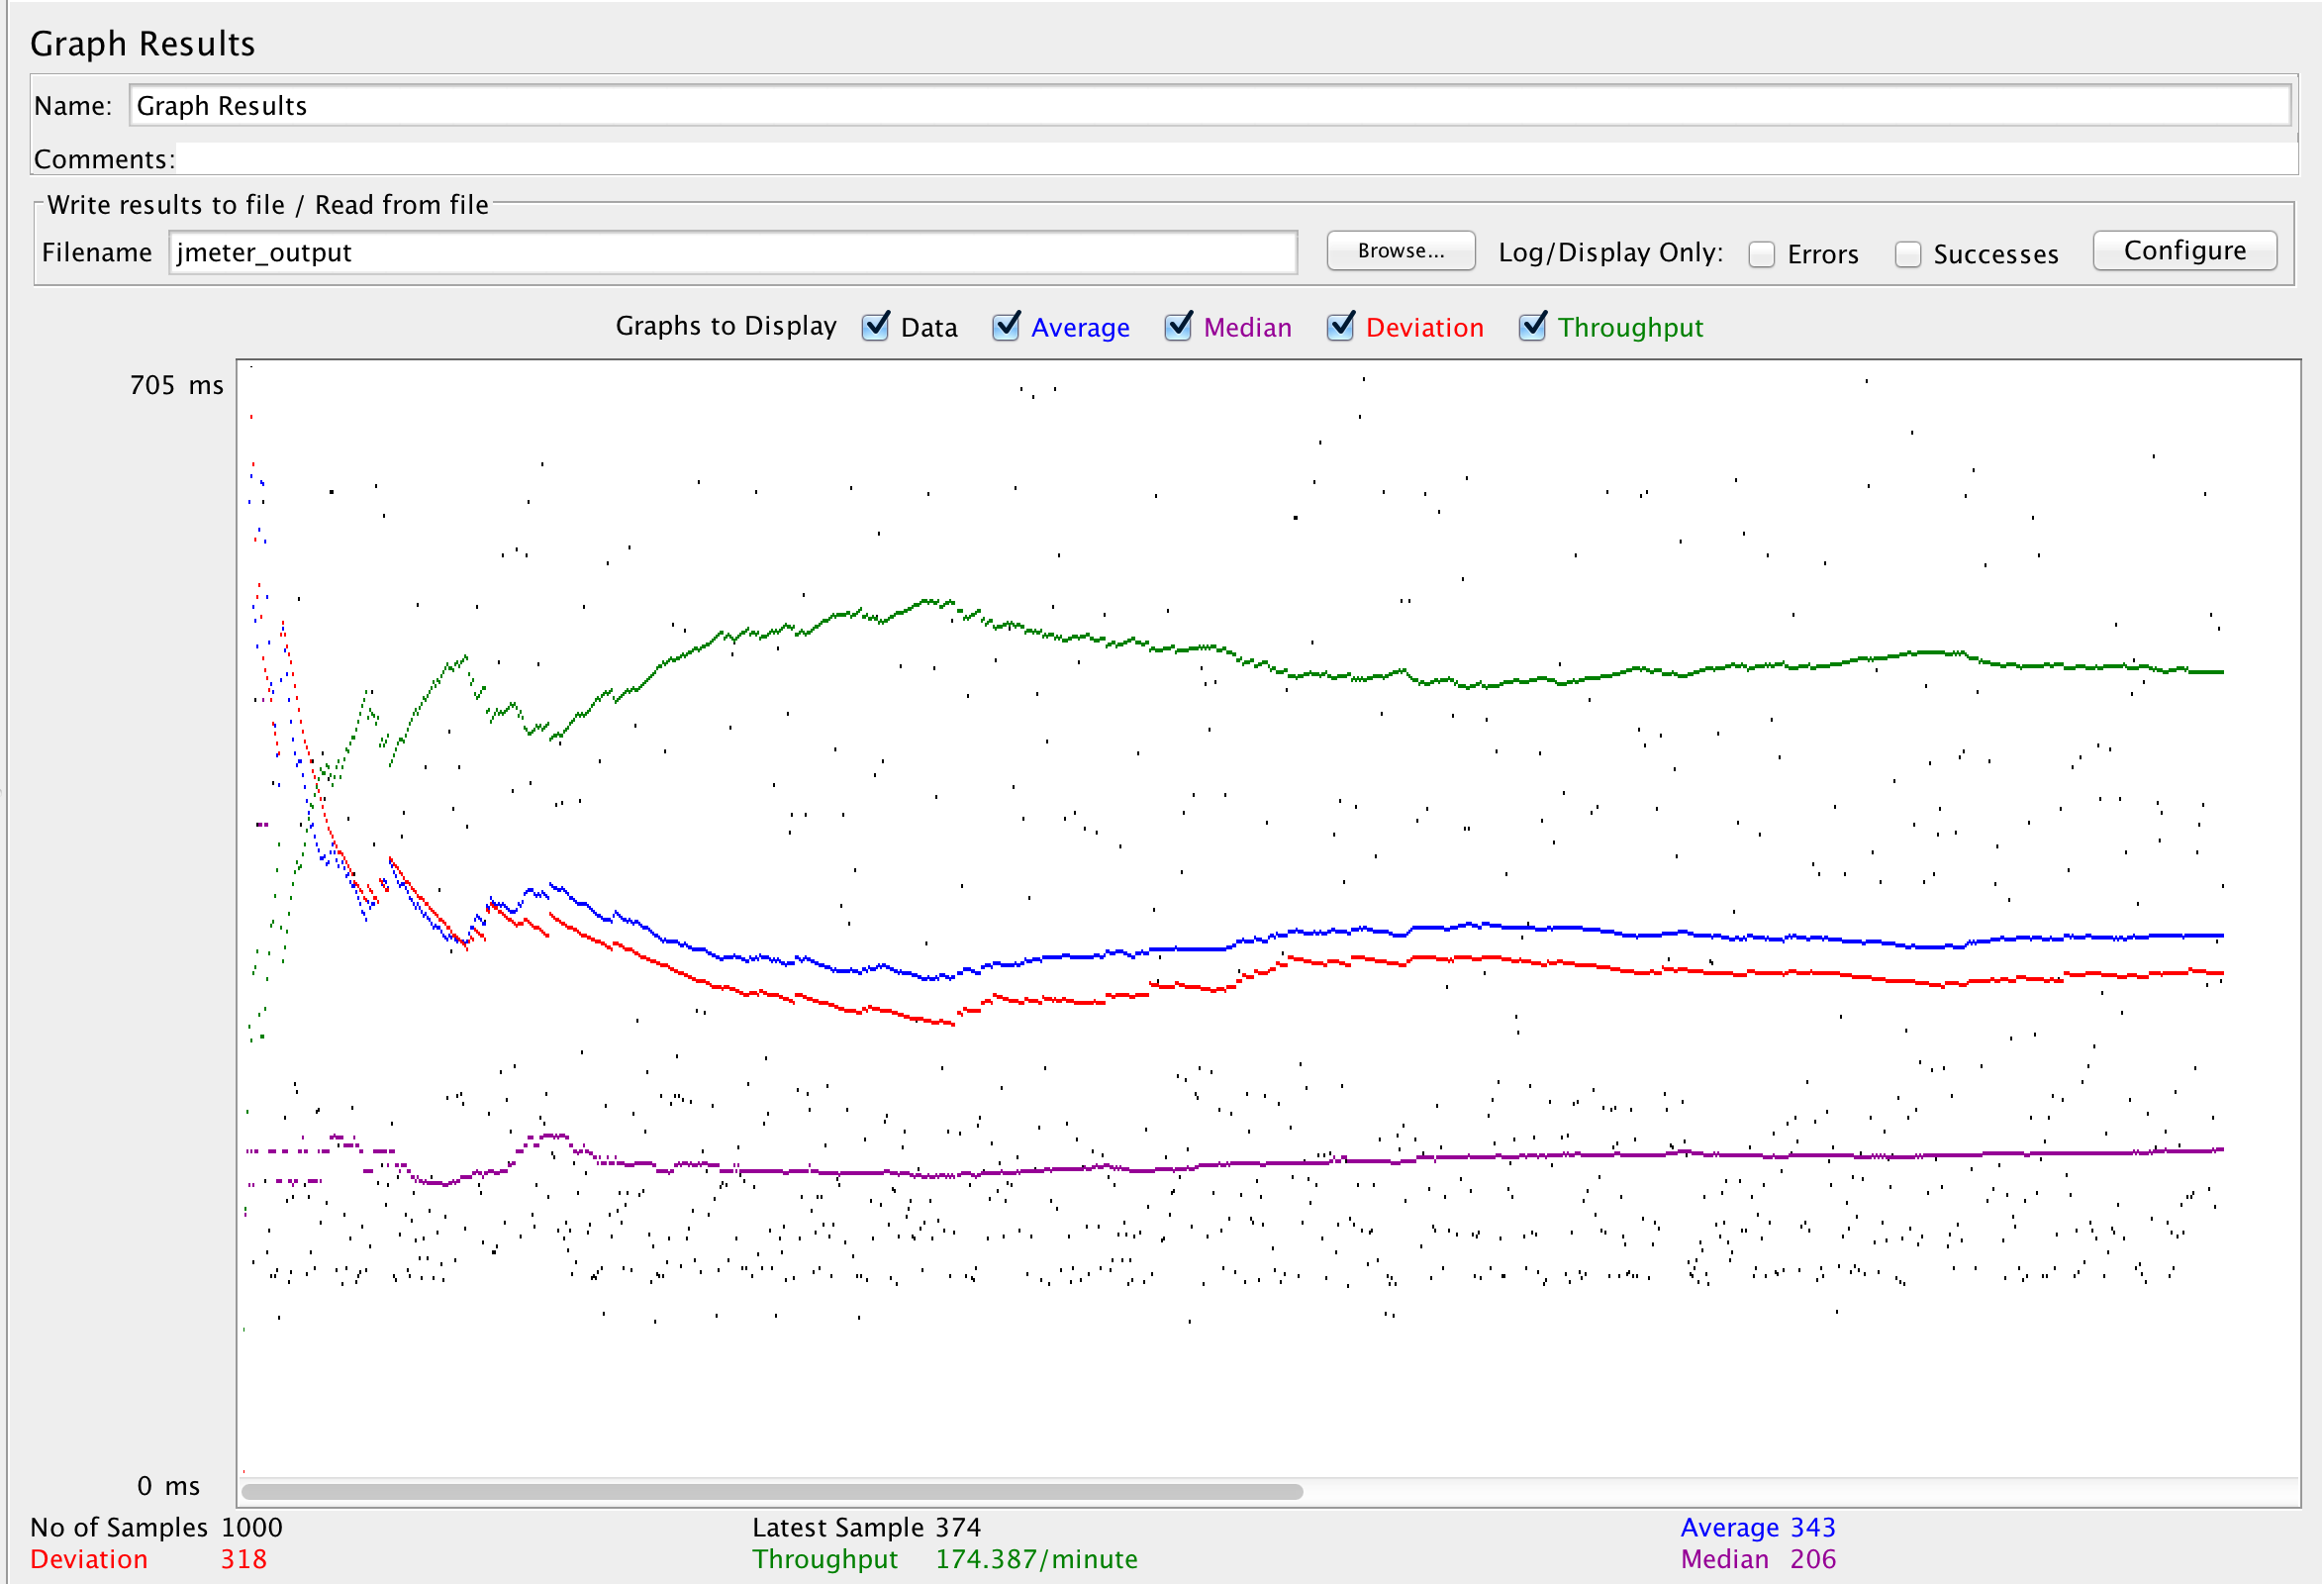 Graph Results
Name: Graph Results
Comments:
Write results to file / Read from file
Filename jmeter_output Browse... Log/Display Only: Errors Successes Configure
Graphs to Display Data Average Median Deviation Throughput
705 ms
0 ms
No of Samples 1000 Latest Sample 374 Average 343
Deviation 318 Throughput 174.387/minute Median 206